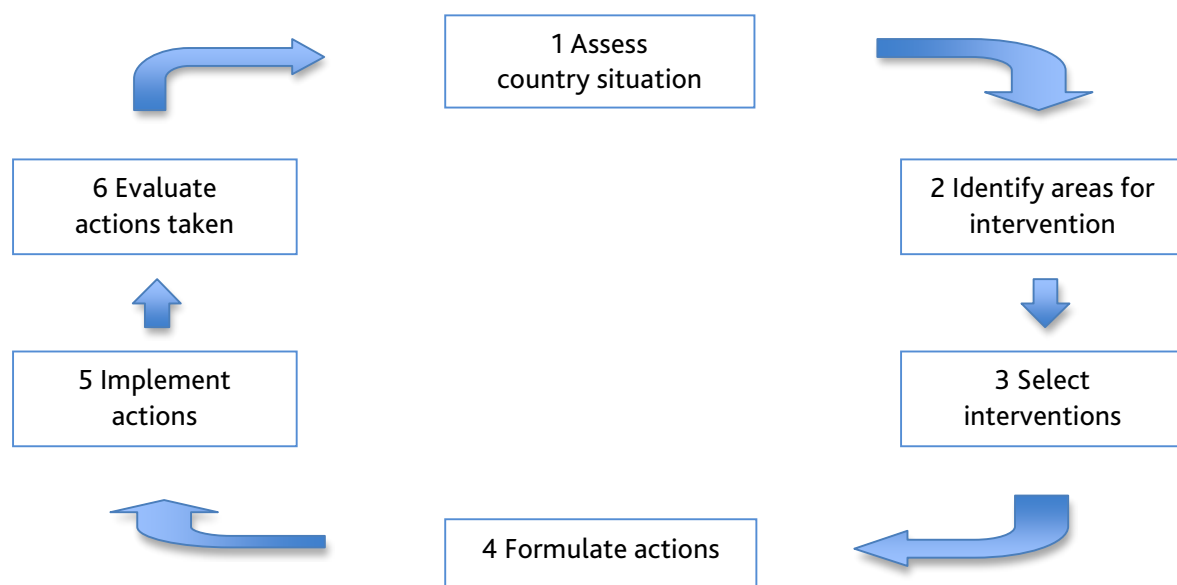 1 Assess
country situation
2 Identify areas for
intervention
3 Select
interventions
4 Formulate actions
5 Implement
actions
6 Evaluate
actions taken